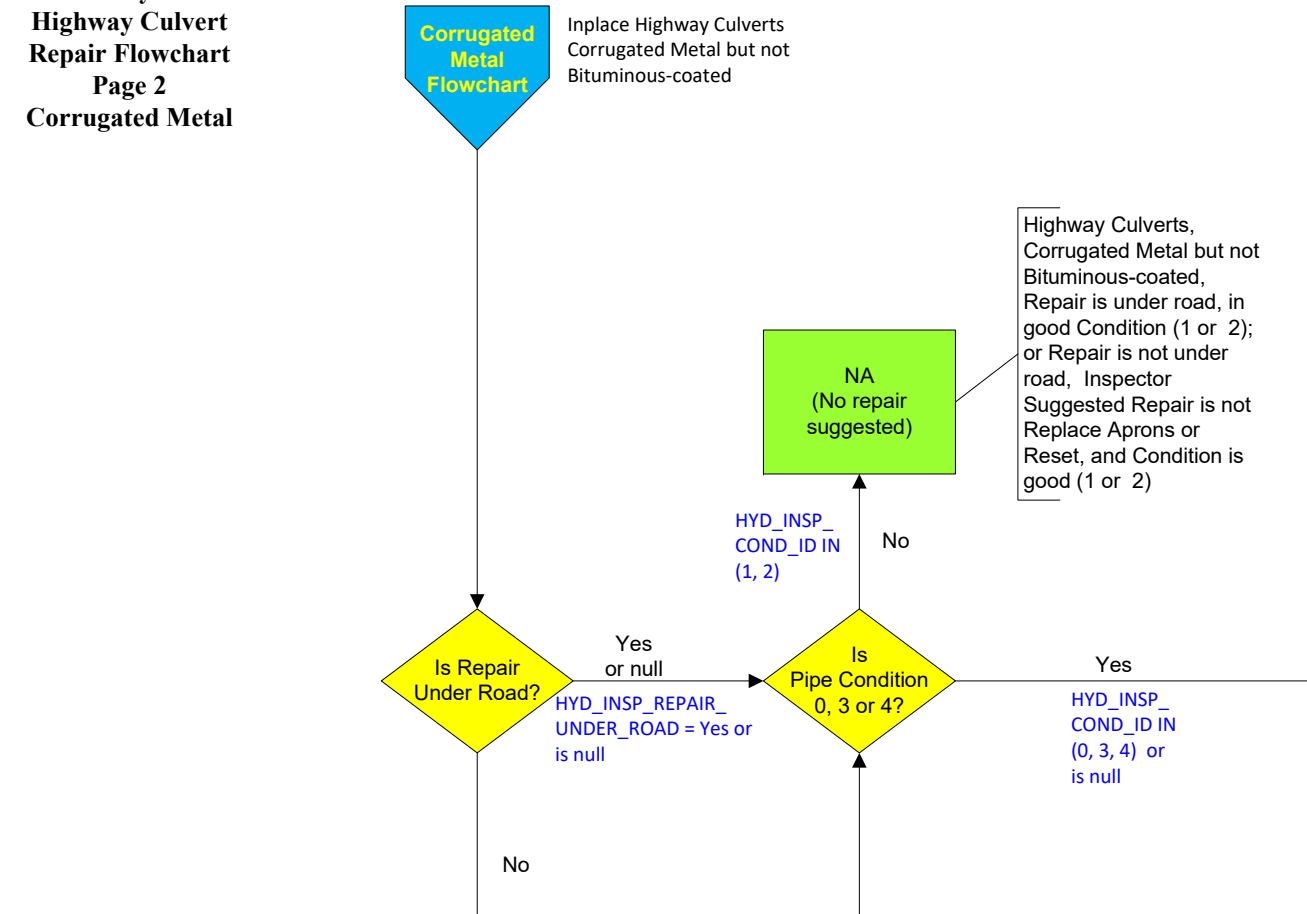 Highway Culvert
Repair Flowchart
Page 2
Corrugated Metal
Corrugated
Metal
Flowchart
Inplace Highway Culverts
Corrugated Metal but not
Bituminous-coated
Highway Culverts,
Corrugated Metal but not
Bituminous-coated,
Repair is under road, in
good Condition (1 or 2);
or Repair is not under
road, Inspector
Suggested Repair is not
Replace Aprons or
Reset, and Condition is
good (1 or 2)
NA
(No repair
suggested)
HYD_INSP_
COND_ID IN
(1, 2)
No
Is Repair
Under Road?
Yes
or null
HYD_INSP_REPAIR_
UNDER_ROAD = Yes or
is null
Is
Pipe Condition
0, 3 or 4?
Yes
HYD_INSP_
COND_ID IN
(0, 3, 4) or
is null
No